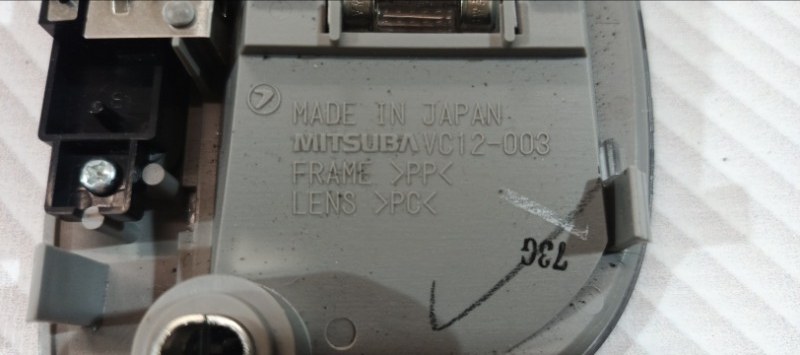 MADE IN JAPAN
MITSUBA VC12-003
FRAME >PP<
LENS >PC<
73G